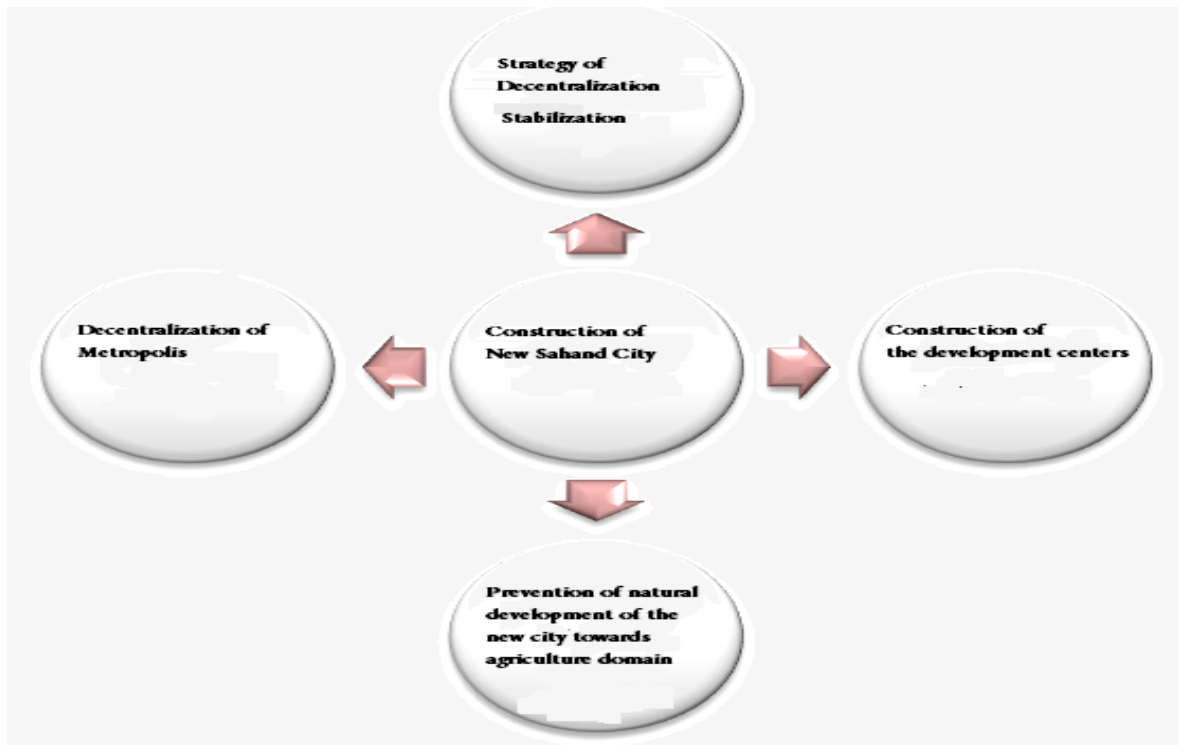 Strategy of
Decentralization
Stabilization
Decentralization of
Metropolis
Construction of
New Sahand City
Construction of
the development centers
Prevention of natural
development of the
new city towards
agriculture domain